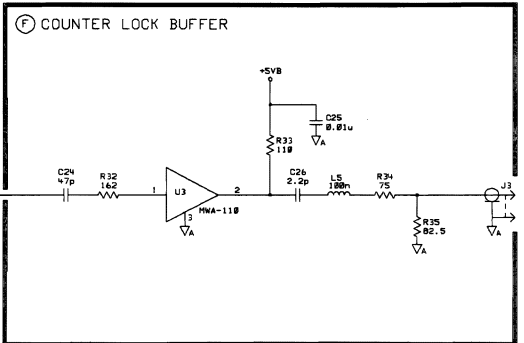 F COUNTER LOCK BUFFER
+5VB
C25
0.01u
A
R33
110
C24
47p
R32
162
1
U3
2
3
MWA-110
A
C26
2.2p
L5
100n
R34
75
J3
R35
82.5
A
A